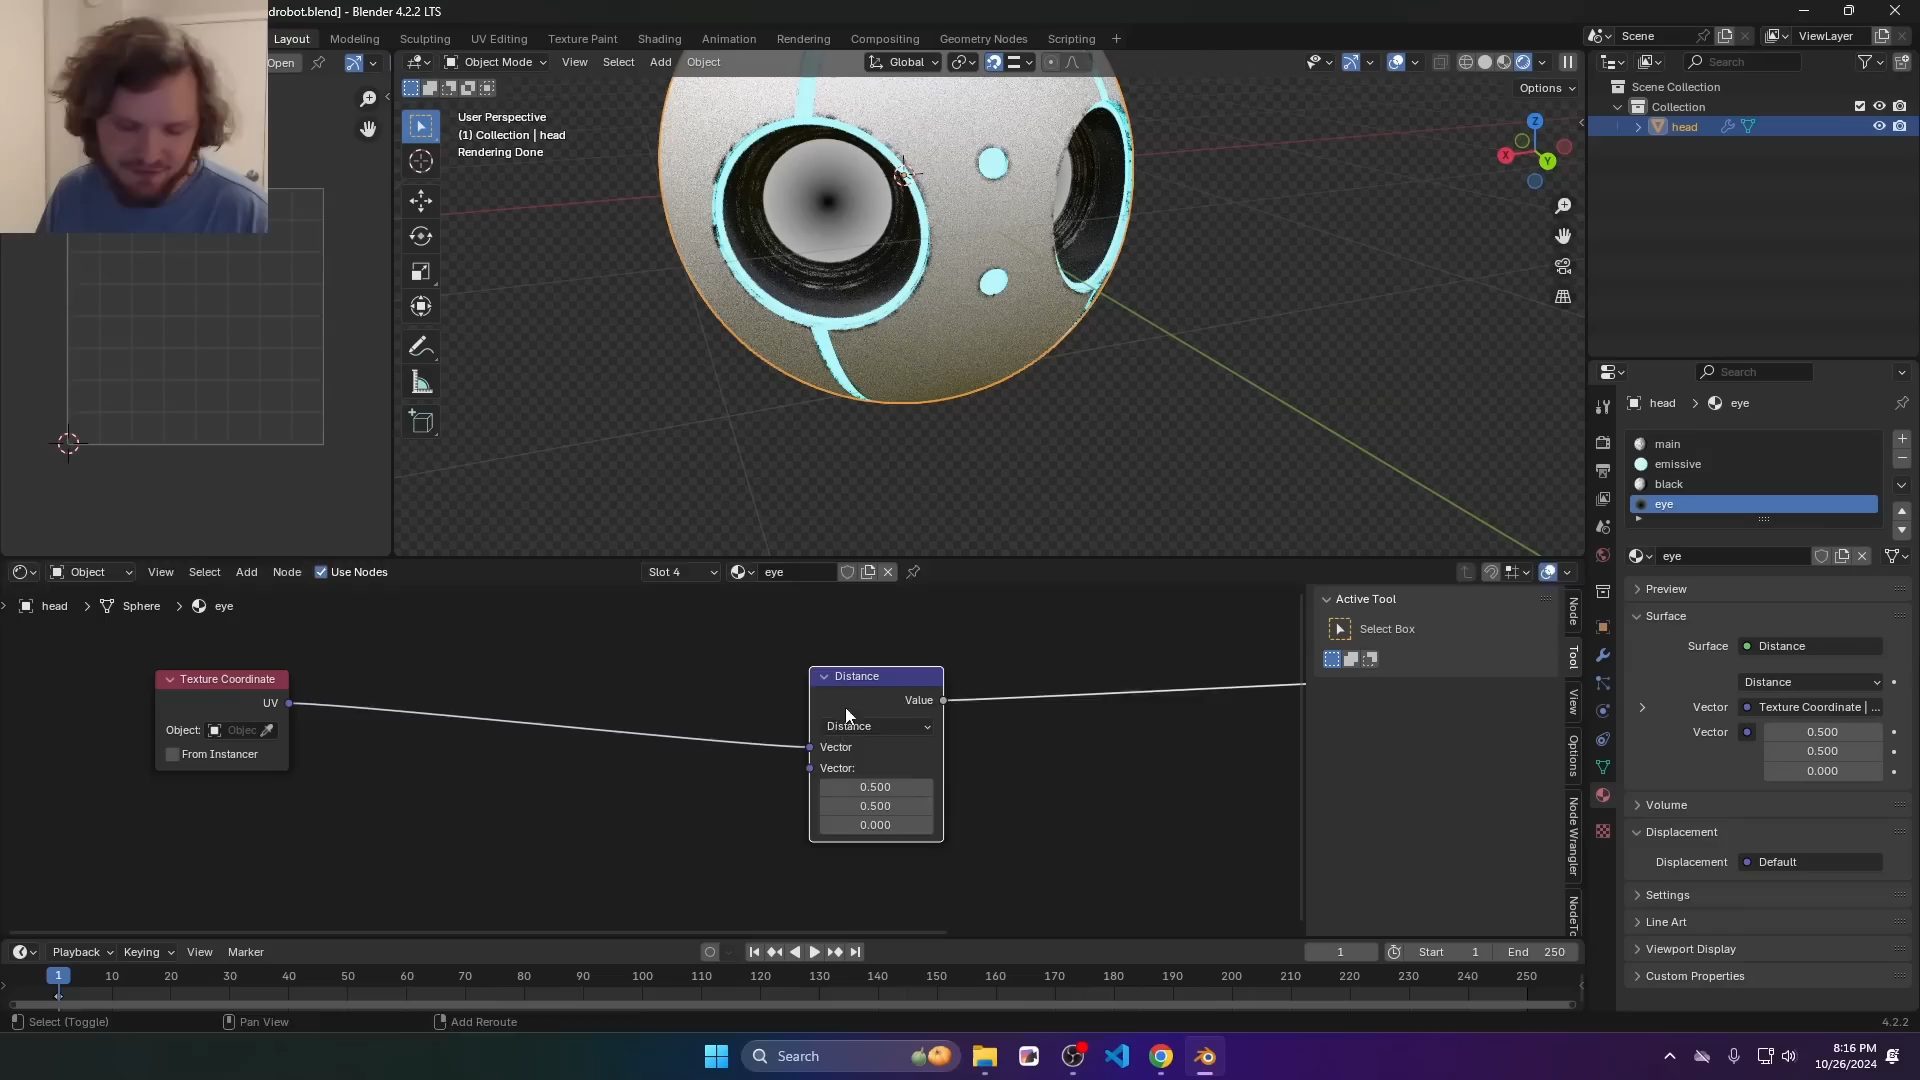 drobot.blend] - Blender 4.2.2 LTS
Layout Modeling Sculpting UV Editing Texture Paint Shading Animation Rendering Compositing Geometry Nodes Scripting +
Scene ViewLayer
Open
Object Mode View Select Add Object
Global
Search
Options
Scene Collection
Collection
head
User Perspective
(1) Collection | head
Rendering Done
Z
X
Y
Search
head > eye
main
emissive
black
eye
eye
Object View Select Add Node Use Nodes
Slot 4
eye
head > Sphere > eye
Active Tool
Select Box
Node
Tool
View
Options
Node Wrangler
NodeTo
Texture Coordinate
UV
Object: Objec
From Instancer
Distance
Value
Distance
Vector
Vector:
0.500
0.500
0.000
Preview
Surface
Surface Distance
Distance
Vector Texture Coordinate | ...
Vector 0.500
0.500
0.000
Volume
Displacement
Displacement Default
Settings
Line Art
Viewport Display
Custom Properties
Playback Keying View Marker
1 Start 1 End 250
1 10 20 30 40 50 60 70 80 90 100 110 120 130 140 150 160 170 180 190 200 210 220 230 240 250
Select (Toggle) Pan View Add Reroute
4.2.2
Search
8:16 PM
10/26/2024